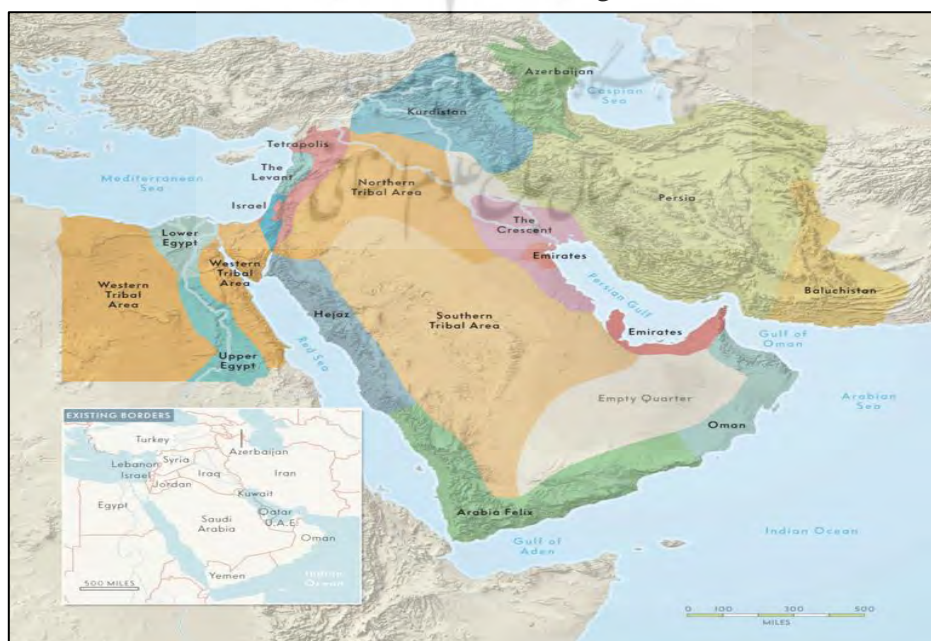 Azerbaijan
Caspian
Sea
Kurdistan
Tetrapolis
The
Levant
Mediterranean
Sea
Northern
Tribal Area
Persia
Israel
Lower
Egypt
The
Crescent
Western
Tribal
Area
Emirates
Western
Tribal
Area
Persian Gulf
Baluchistan
Hejaz
Southern
Tribal Area
Emirates
Gulf of
Oman
Red Sea
Upper
Egypt
Empty Quarter
Arabian
Sea
Oman
Arabia Felix
Gulf of
Aden
Indian Ocean
EXISTING BORDERS
Turkey
Azerbaijan
Syria
Lebanon
Israel
Iraq
Iran
Jordan
Kuwait
Egypt
Qatar
Saudi
Arabia
U.A.E.
Oman
Yemen
Indian
Ocean
500 MILES
0 100 300 500
MILES